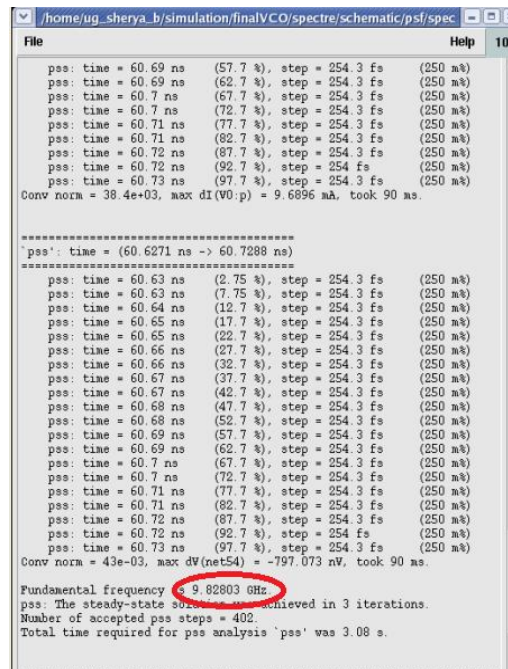 /home/ug_sherya_b/simulation/finalVCO/spectre/schematic/psf/spec
File Help 10
pss: time = 60.69 ns (57.7 %), step = 254.3 fs (250 m%)
pss: time = 60.69 ns (62.7 %), step = 254.3 fs (250 m%)
pss: time = 60.7 ns (67.7 %), step = 254.3 fs (250 m%)
pss: time = 60.7 ns (72.7 %), step = 254.3 fs (250 m%)
pss: time = 60.71 ns (77.7 %), step = 254.3 fs (250 m%)
pss: time = 60.71 ns (82.7 %), step = 254.3 fs (250 m%)
pss: time = 60.72 ns (87.7 %), step = 254.3 fs (250 m%)
pss: time = 60.72 ns (92.7 %), step = 254 fs (250 m%)
pss: time = 60.73 ns (97.7 %), step = 254.3 fs (250 m%)
Conv norm = 38.4e+03, max dI(V0:p) = 9.6896 mA, took 90 ms.
========================================
`pss': time = (60.6271 ns -> 60.7288 ns)
========================================
pss: time = 60.63 ns (2.75 %), step = 254.3 fs (250 m%)
pss: time = 60.63 ns (7.75 %), step = 254.3 fs (250 m%)
pss: time = 60.64 ns (12.7 %), step = 254.3 fs (250 m%)
pss: time = 60.65 ns (17.7 %), step = 254.3 fs (250 m%)
pss: time = 60.65 ns (22.7 %), step = 254.3 fs (250 m%)
pss: time = 60.66 ns (27.7 %), step = 254.3 fs (250 m%)
pss: time = 60.66 ns (32.7 %), step = 254.3 fs (250 m%)
pss: time = 60.67 ns (37.7 %), step = 254.3 fs (250 m%)
pss: time = 60.67 ns (42.7 %), step = 254.3 fs (250 m%)
pss: time = 60.68 ns (47.7 %), step = 254.3 fs (250 m%)
pss: time = 60.68 ns (52.7 %), step = 254.3 fs (250 m%)
pss: time = 60.69 ns (57.7 %), step = 254.3 fs (250 m%)
pss: time = 60.69 ns (62.7 %), step = 254.3 fs (250 m%)
pss: time = 60.7 ns (67.7 %), step = 254.3 fs (250 m%)
pss: time = 60.7 ns (72.7 %), step = 254.3 fs (250 m%)
pss: time = 60.71 ns (77.7 %), step = 254.3 fs (250 m%)
pss: time = 60.71 ns (82.7 %), step = 254.3 fs (250 m%)
pss: time = 60.72 ns (87.7 %), step = 254.3 fs (250 m%)
pss: time = 60.72 ns (92.7 %), step = 254 fs (250 m%)
pss: time = 60.73 ns (97.7 %), step = 254.3 fs (250 m%)
Conv norm = 43e-03, max dV(net54) = -797.073 nV, took 90 ms.
Fundamental frequency is 9.82803 GHz.
pss: The steady-state solution was achieved in 3 iterations.
Number of accepted pss steps = 402.
Total time required for pss analysis `pss' was 3.08 s.